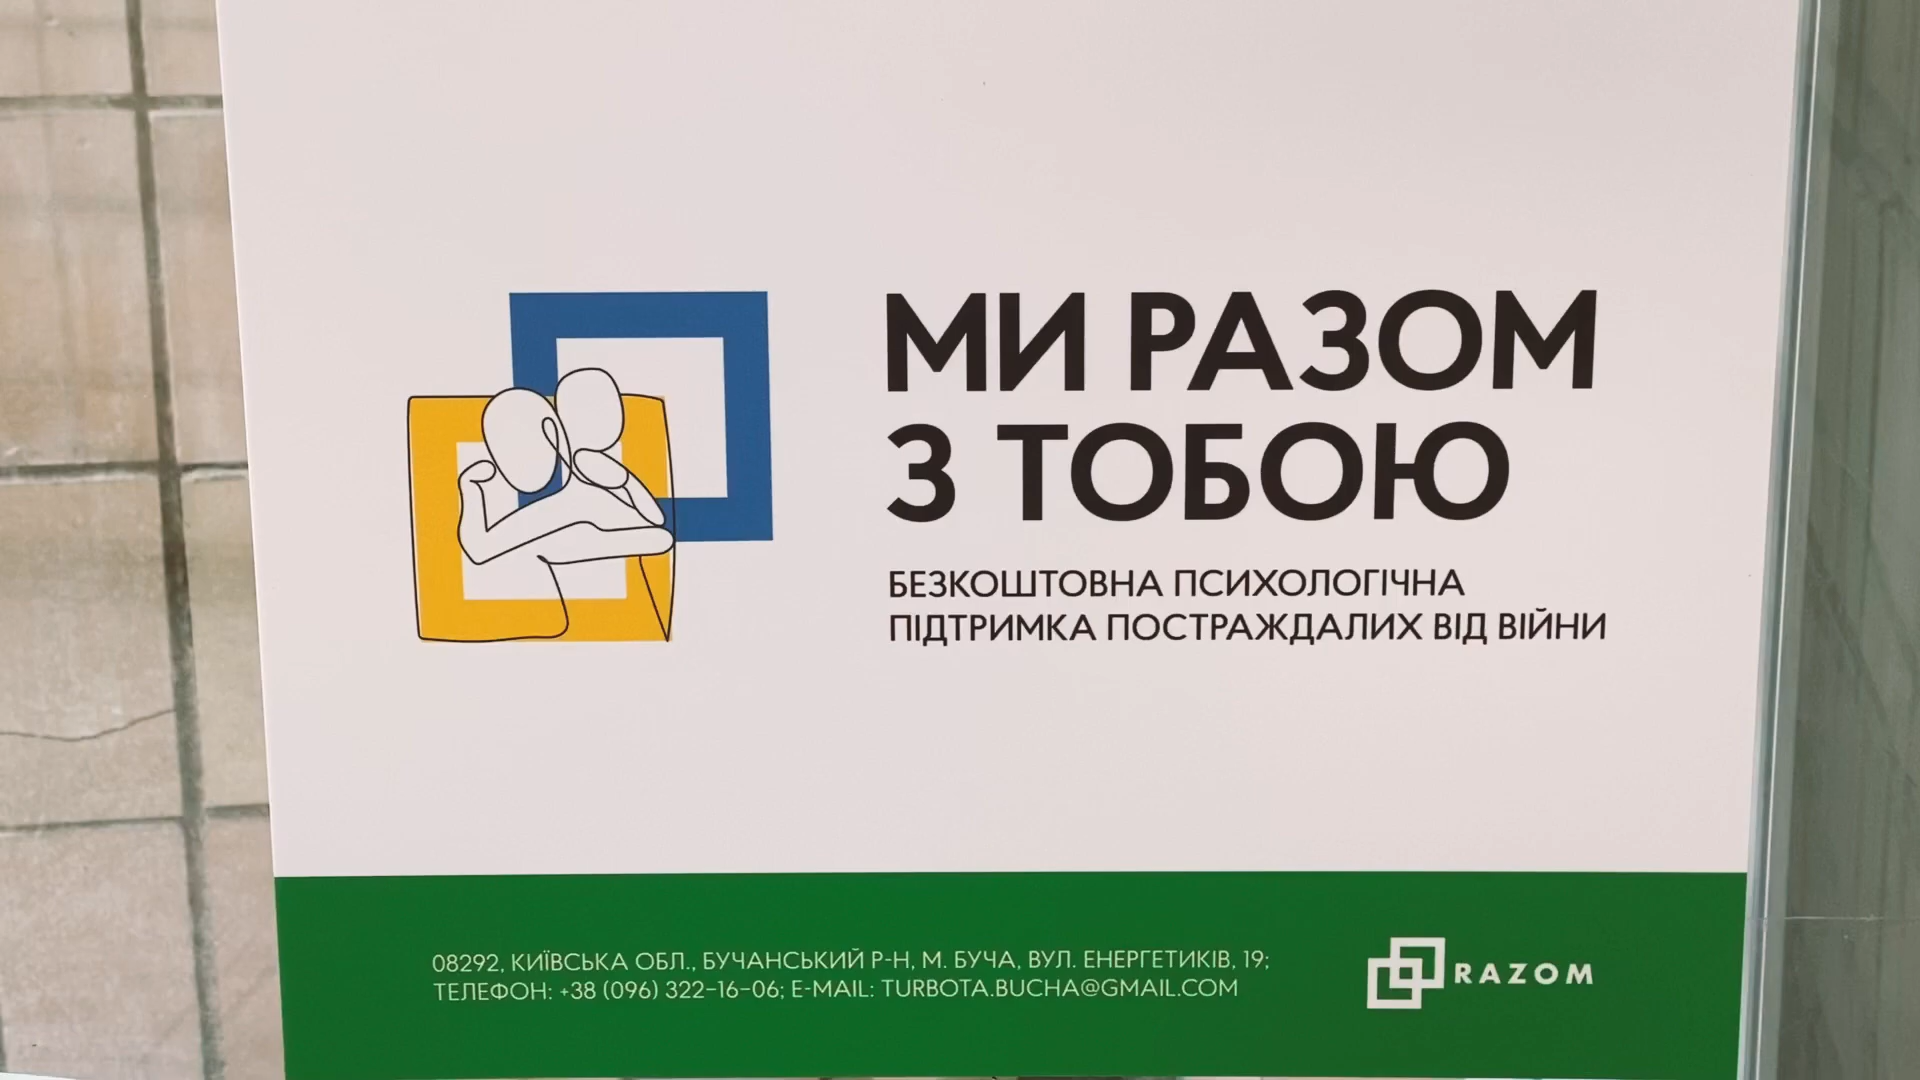 МИ РАЗОМ
З ТОБОЮ
БЕЗКОШТОВНА ПСИХОЛОГІЧНА
ПІДТРИМКА ПОСТРАЖДАЛИХ ВІД ВІЙНИ
08292, КИЇВСЬКА ОБЛ., БУЧАНСЬКИЙ Р-Н, М. БУЧА, ВУЛ. ЕНЕРГЕТИКІВ, 19;
ТЕЛЕФОН: +38 (096) 322-16-06; E-MAIL: TURBOTA.BUCHA@GMAIL.COM
RAZOM